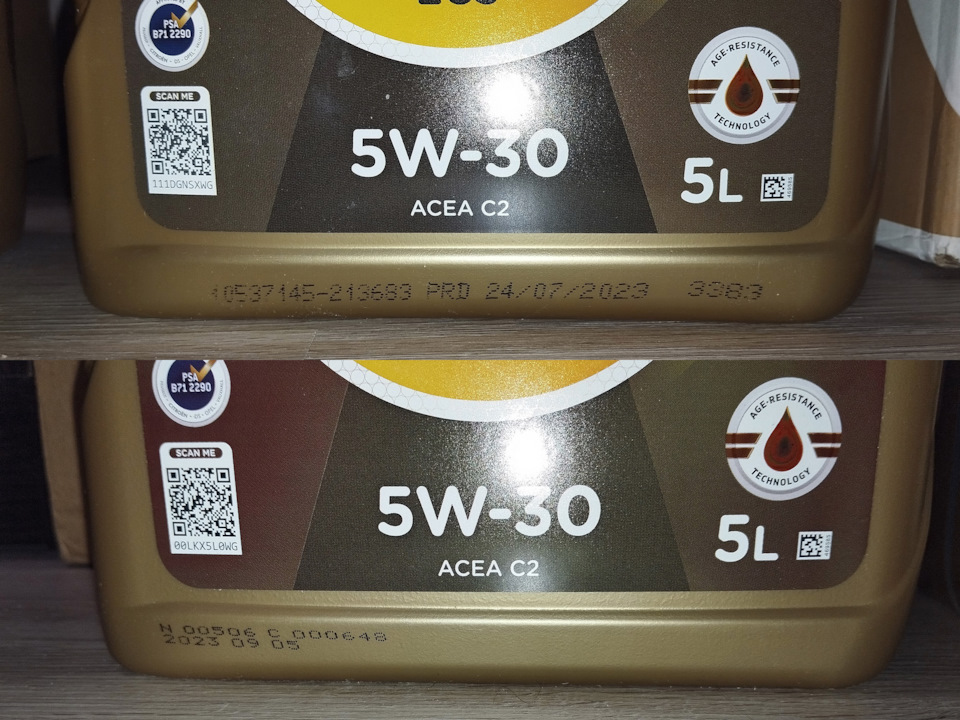 PSA
B71 2290
SCAN ME
111DGNSXWG
5W-30
ACEA C2
AGE-RESISTANCE
TECHNOLOGY
5L
10537145-213683 PRD 24/07/2023 3383
PSA
B71 2290
SCAN ME
00LKX5L0WG
5W-30
ACEA C2
AGE-RESISTANCE
TECHNOLOGY
5L
N 00506 C 000648
2023 09 05